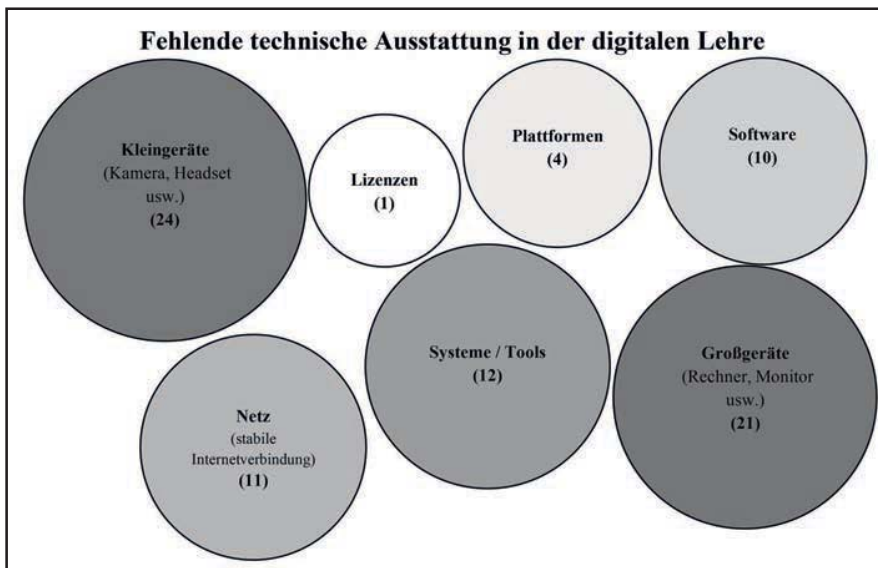 Fehlende technische Ausstattung in der digitalen Lehre
Kleingeräte
(Kamera, Headset
usw.)
(24)
Lizenzen
(1)
Plattformen
(4)
Software
(10)
Netz
(stabile
Internetverbindung)
(11)
Systeme / Tools
(12)
Großgeräte
(Rechner, Monitor
usw.)
(21)